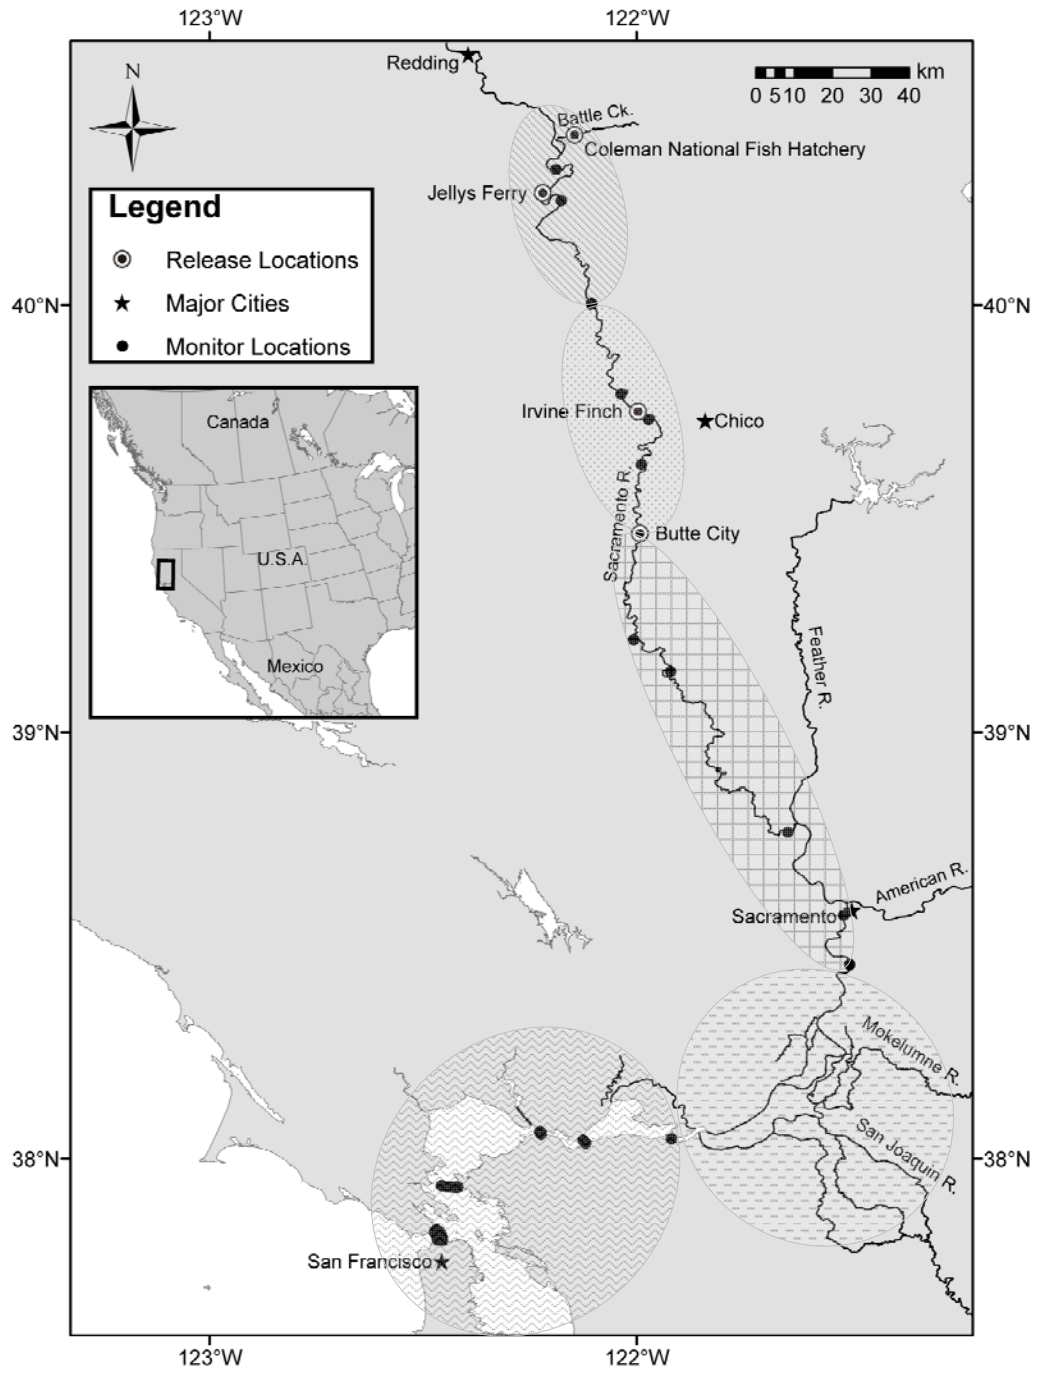 123°W
122°W
Redding
km
0 5 10 20 30 40
N
Battle Ck.
Coleman National Fish Hatchery
Jellys Ferry
Legend
Release Locations
Major Cities
Monitor Locations
40°N
40°N
Irvine Finch
Chico
Canada
U.S.A.
Mexico
Sacramento R.
Butte City
Feather R.
39°N
39°N
American R.
Sacramento
Mokelumne R.
San Joaquin R.
38°N
38°N
San Francisco
123°W
122°W